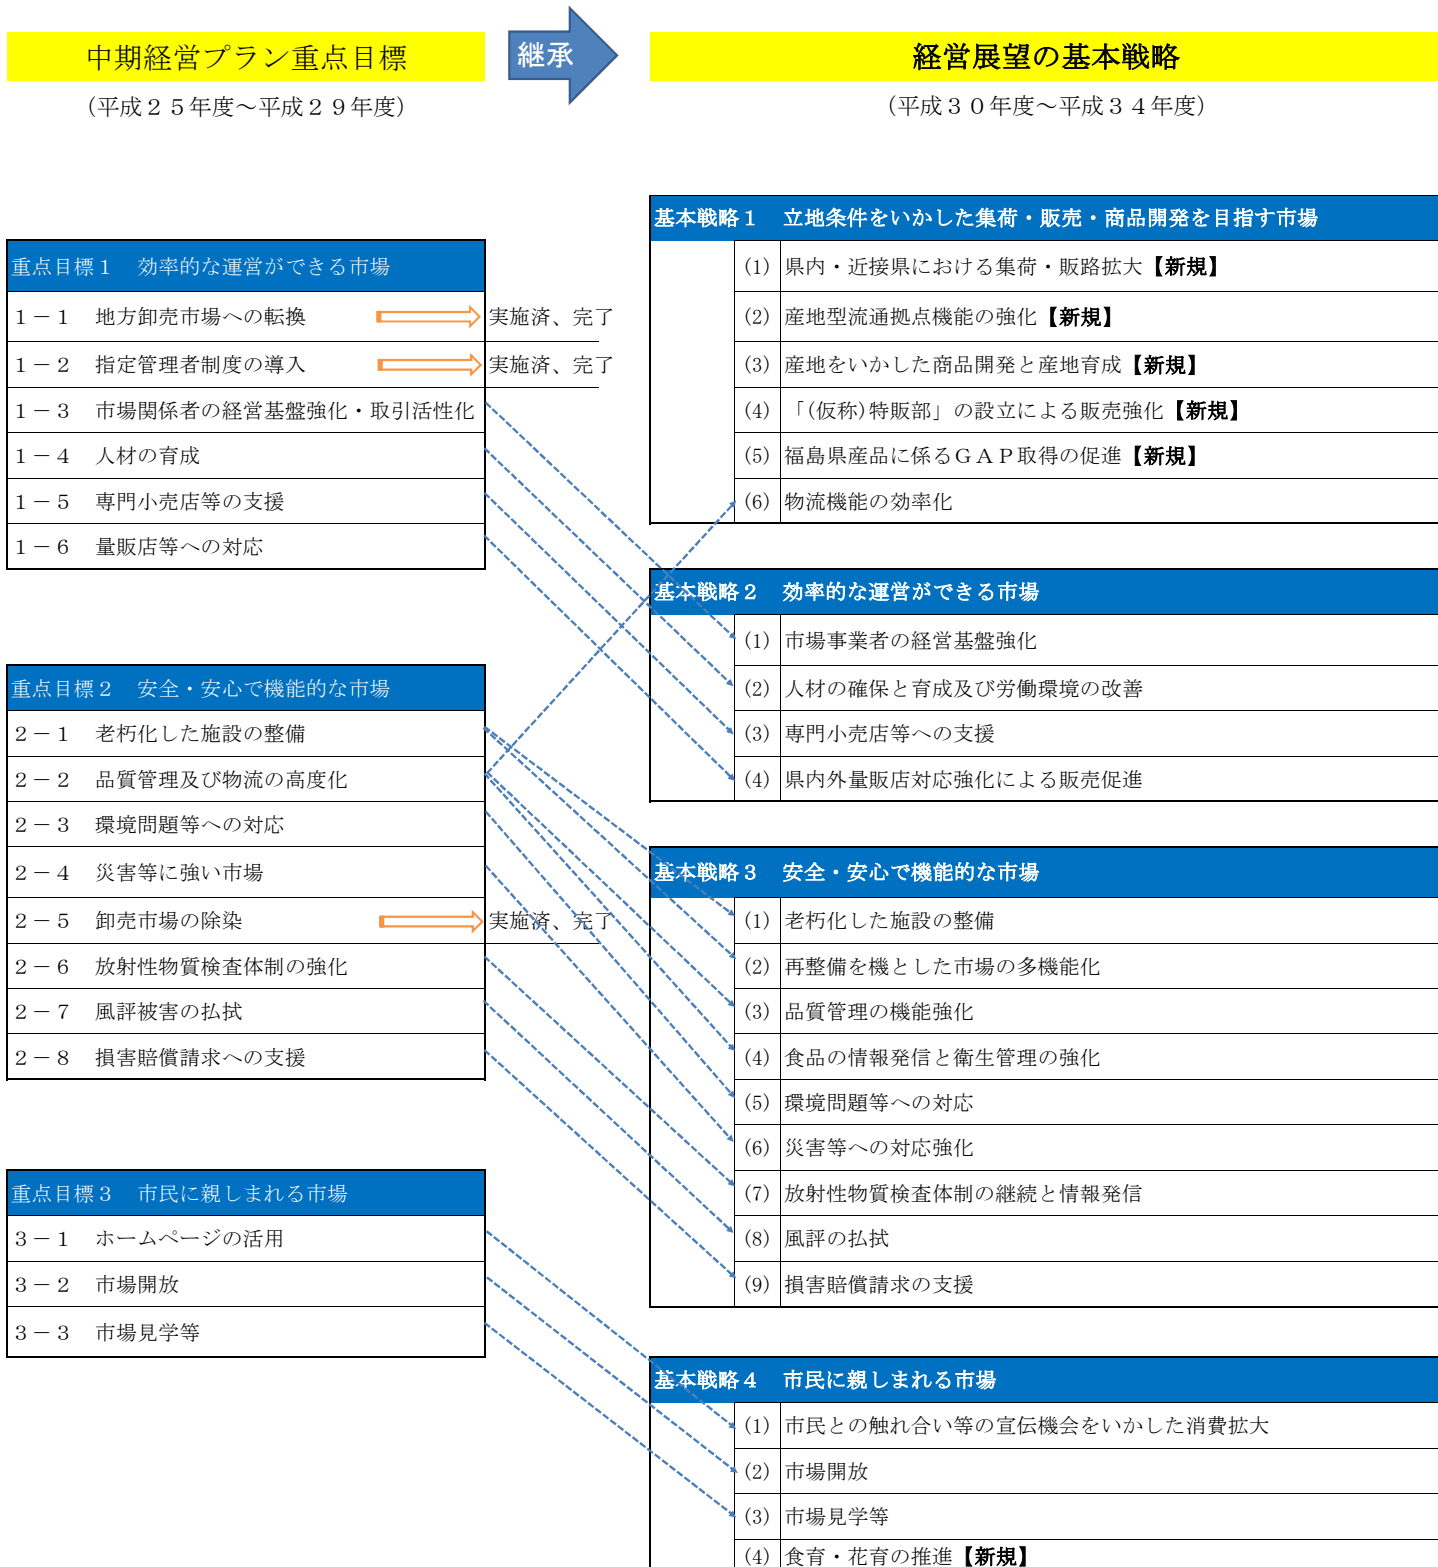 中期経営プラン重点目標
(平成２５年度～平成２９年度)
継承
経営展望の基本戦略
(平成３０年度～平成３４年度)
重点目標１　効率的な運営ができる市場
１－１　地方卸売市場への転換　実施済、完了
１－２　指定管理者制度の導入　実施済、完了
１－３　市場関係者の経営基盤強化・取引活性化
１－４　人材の育成
１－５　専門小売店等の支援
１－６　量販店等への対応
重点目標２　安全・安心で機能的な市場
２－１　老朽化した施設の整備
２－２　品質管理及び物流の高度化
２－３　環境問題等への対応
２－４　災害等に強い市場
２－５　卸売市場の除染　実施済、完了
２－６　放射性物質検査体制の強化
２－７　風評被害の払拭
２－８　損害賠償請求への支援
重点目標３　市民に親しまれる市場
３－１　ホームページの活用
３－２　市場開放
３－３　市場見学等
基本戦略１　立地条件をいかした集荷・販売・商品開発を目指す市場
(1) 県内・近接県における集荷・販路拡大【新規】
(2) 産地型流通拠点機能の強化【新規】
(3) 産地をいかした商品開発と産地育成【新規】
(4) 「(仮称)特販部」の設立による販売強化【新規】
(5) 福島県産品に係るＧＡＰ取得の促進【新規】
(6) 物流機能の効率化
基本戦略２　効率的な運営ができる市場
(1) 市場事業者の経営基盤強化
(2) 人材の確保と育成及び労働環境の改善
(3) 専門小売店等への支援
(4) 県内外量販店対応強化による販売促進
基本戦略３　安全・安心で機能的な市場
(1) 老朽化した施設の整備
(2) 再整備を機とした市場の多機能化
(3) 品質管理の機能強化
(4) 食品の情報発信と衛生管理の強化
(5) 環境問題等への対応
(6) 災害等への対応強化
(7) 放射性物質検査体制の継続と情報発信
(8) 風評の払拭
(9) 損害賠償請求の支援
基本戦略４　市民に親しまれる市場
(1) 市民との触れ合い等の宣伝機会をいかした消費拡大
(2) 市場開放
(3) 市場見学等
(4) 食育・花育の推進【新規】